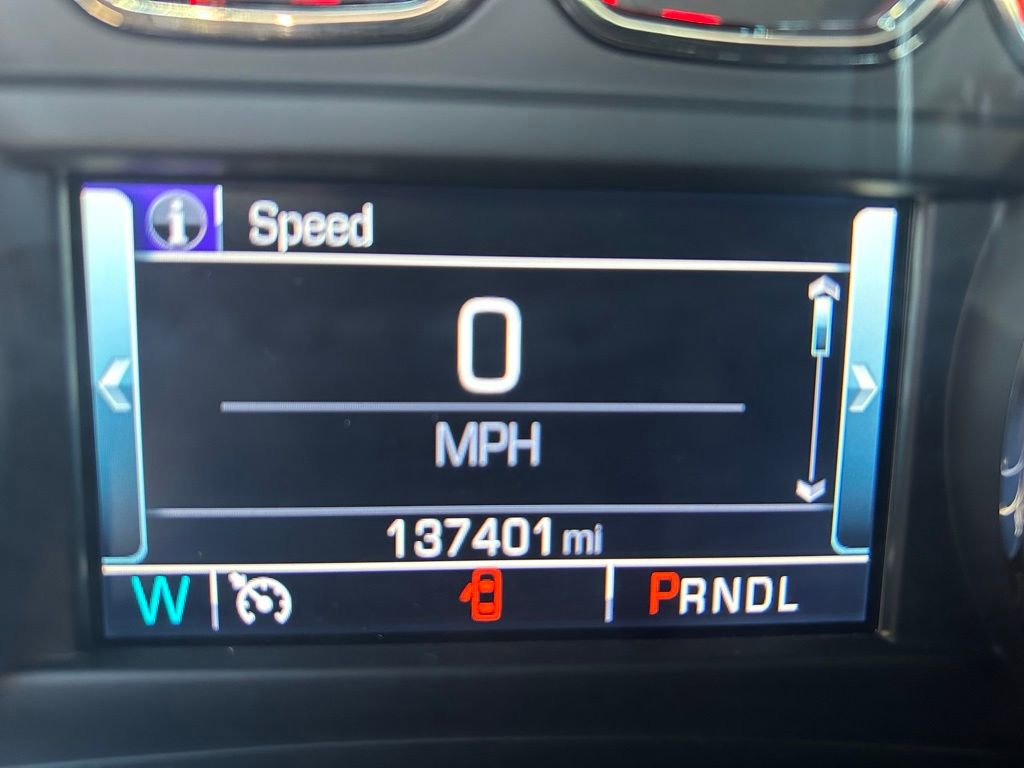 i Speed
0
MPH
137401 mi
W PRNDL